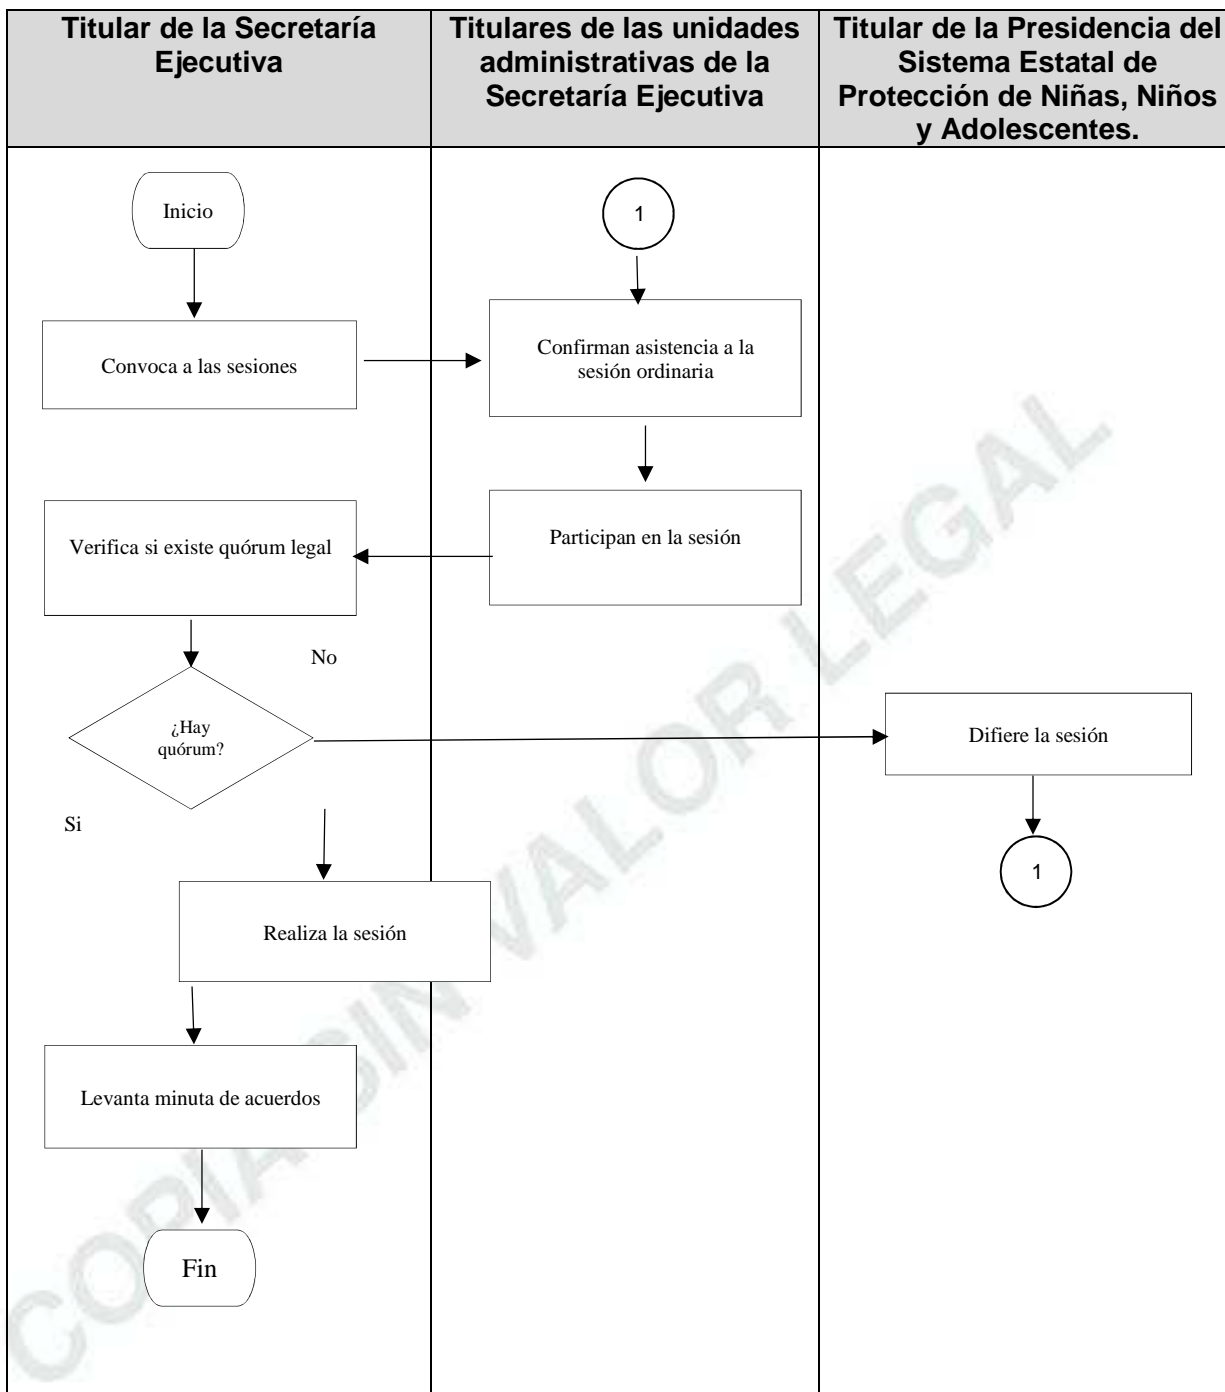 Titular de la Secretaría
Ejecutiva
Titulares de las unidades
administrativas de la
Secretaría Ejecutiva
Titular de la Presidencia del
Sistema Estatal de
Protección de Niñas, Niños
y Adolescentes.
Inicio
1
Convoca a las sesiones
Confirman asistencia a la
sesión ordinaria
Verifica si existe quórum legal
Participan en la sesión
No
¿Hay
quórum?
Difiere la sesión
Si
1
Realiza la sesión
Levanta minuta de acuerdos
Fin
COPIA SIN VALOR LEGAL